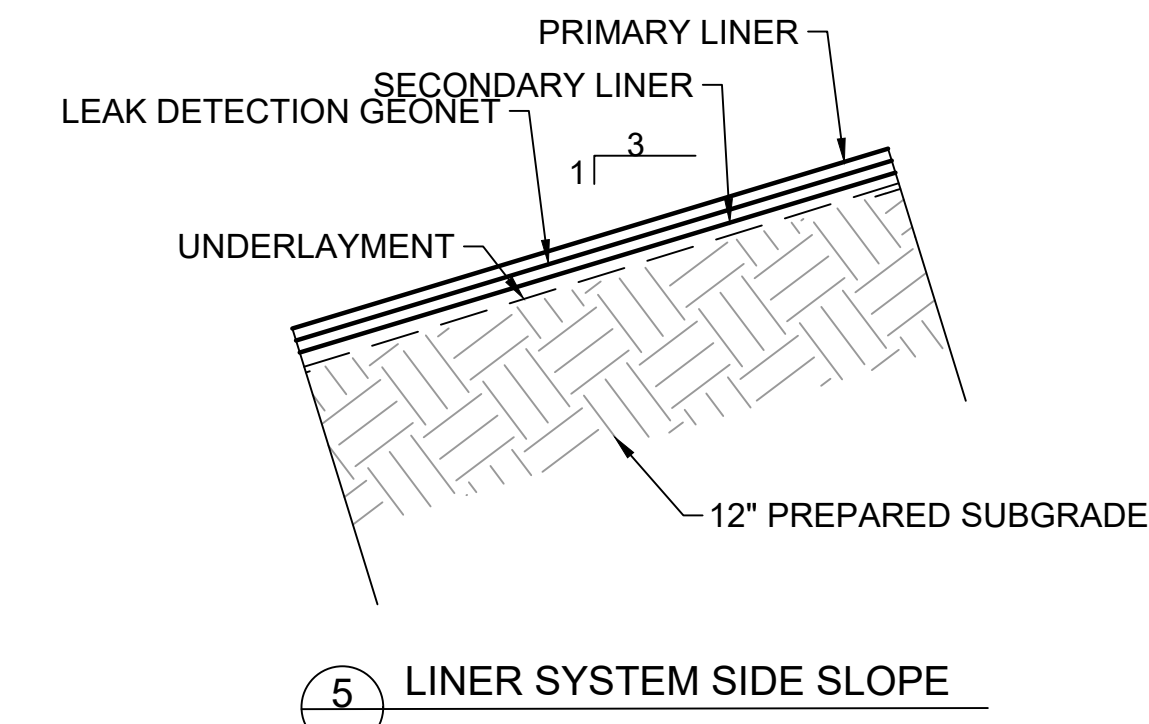 PRIMARY LINER
SECONDARY LINER
LEAK DETECTION GEONET
3
1
UNDERLAYMENT
12" PREPARED SUBGRADE
5
LINER SYSTEM SIDE SLOPE